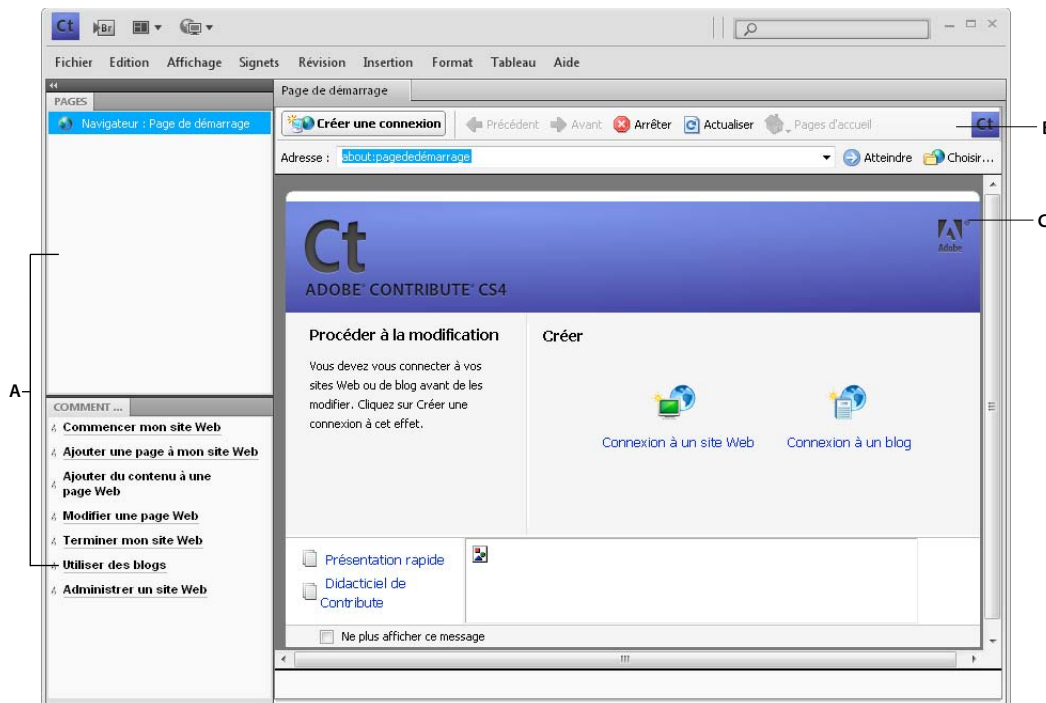 Ct Br
Fichier Edition Affichage Signets Révision Insertion Format Tableau Aide
PAGES
Navigateur : Page de démarrage
Page de démarrage
Créer une connexion Précédent Avant Arrêter Actualiser Pages d'accueil Ct
Adresse : about:pagededémarrage Atteindre Choisir...
Ct
ADOBE® CONTRIBUTE® CS4
Adobe
Procéder à la modification
Vous devez vous connecter à vos
sites Web ou de blog avant de les
modifier. Cliquez sur Créer une
connexion à cet effet.
Créer
Connexion à un site Web
Connexion à un blog
COMMENT ...
Commencer mon site Web
Ajouter une page à mon site Web
Ajouter du contenu à une
page Web
Modifier une page Web
Terminer mon site Web
Utiliser des blogs
Administrer un site Web
Présentation rapide
Didacticiel de
Contribute
Ne plus afficher ce message
A